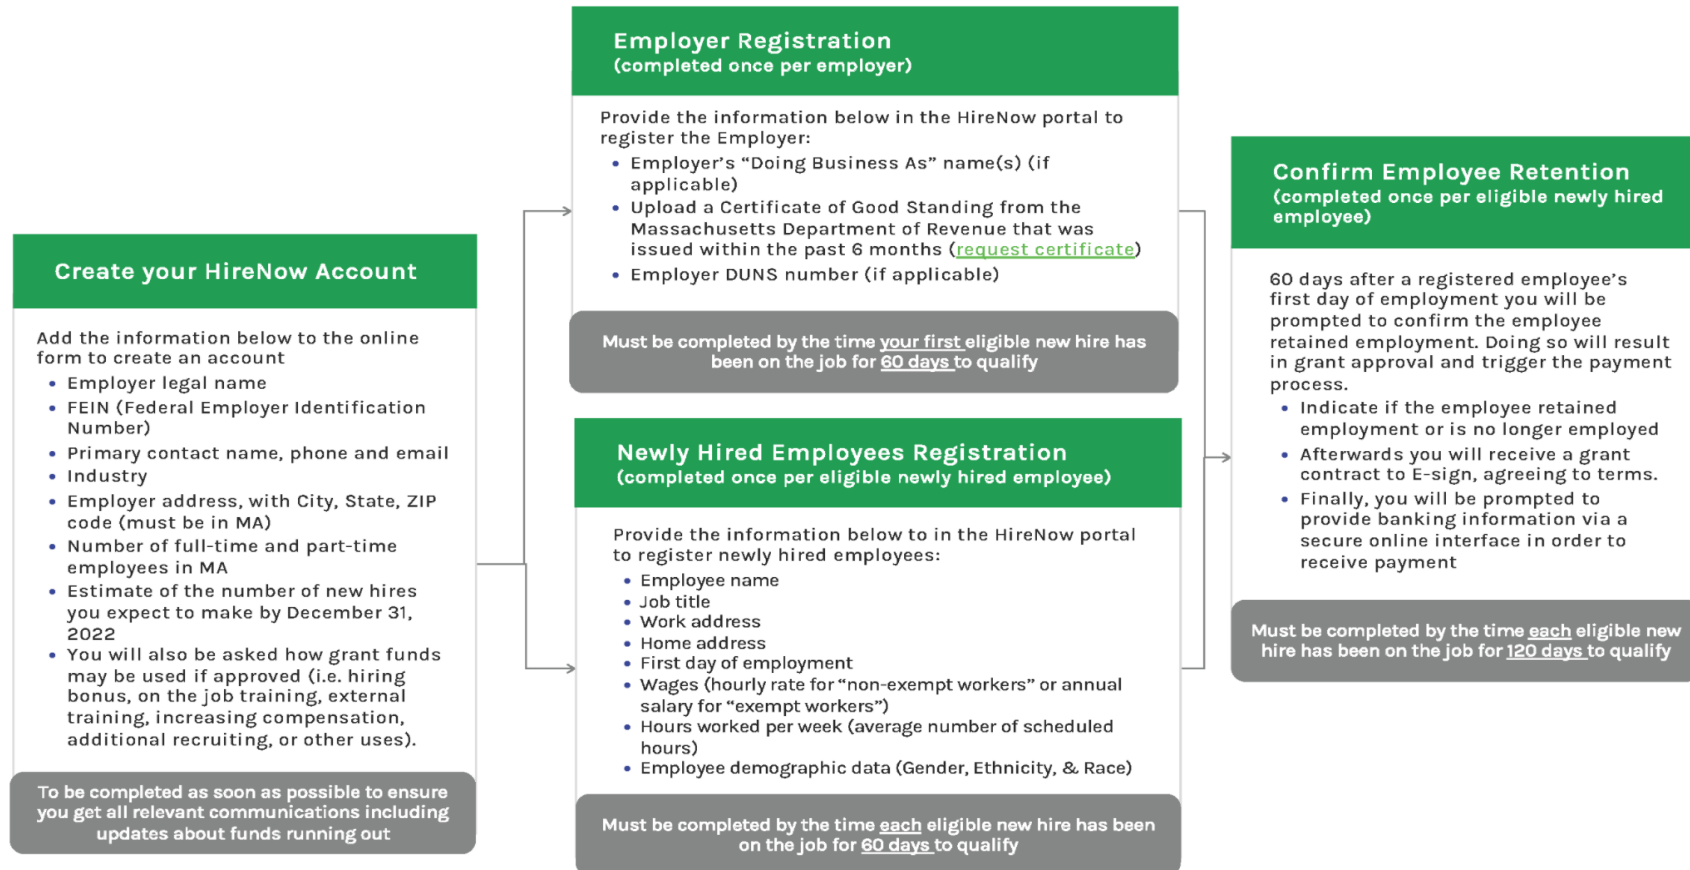 Create your HireNow Account
Add the information below to the online
form to create an account
• Employer legal name
• FEIN (Federal Employer Identification
Number)
• Primary contact name, phone and email
• Industry
• Employer address, with City, State, ZIP
code (must be in MA)
• Number of full-time and part-time
employees in MA
• Estimate of the number of new hires
you expect to make by December 31,
2022
• You will also be asked how grant funds
may be used if approved (i.e. hiring
bonus, on the job training, external
training, increasing compensation,
additional recruiting, or other uses).
To be completed as soon as possible to ensure
you get all relevant communications including
updates about funds running out
Employer Registration
(completed once per employer)
Provide the information below in the HireNow portal to
register the Employer:
• Employer's “Doing Business As” name(s) (if
applicable)
• Upload a Certificate of Good Standing from the
Massachusetts Department of Revenue that was
issued within the past 6 months (request certificate)
• Employer DUNS number (if applicable)
Must be completed by the time your first eligible new hire has
been on the job for 60 days to qualify
Newly Hired Employees Registration
(completed once per eligible newly hired employee)
Provide the information below to in the HireNow portal
to register newly hired employees:
• Employee name
• Job title
• Work address
• Home address
• First day of employment
• Wages (hourly rate for “non-exempt workers” or annual
salary for “exempt workers”)
• Hours worked per week (average number of scheduled
hours)
• Employee demographic data (Gender, Ethnicity, & Race)
Must be completed by the time each eligible new hire has been
on the job for 60 days to qualify
Confirm Employee Retention
(completed once per eligible newly hired
employee)
60 days after a registered employee's
first day of employment you will be
prompted to confirm the employee
retained employment. Doing so will result
in grant approval and trigger the payment
process.
• Indicate if the employee retained
employment or is no longer employed
• Afterwards you will receive a grant
contract to E-sign, agreeing to terms.
• Finally, you will be prompted to
provide banking information via a
secure online interface in order to
receive payment
Must be completed by the time each eligible new
hire has been on the job for 120 days to qualify